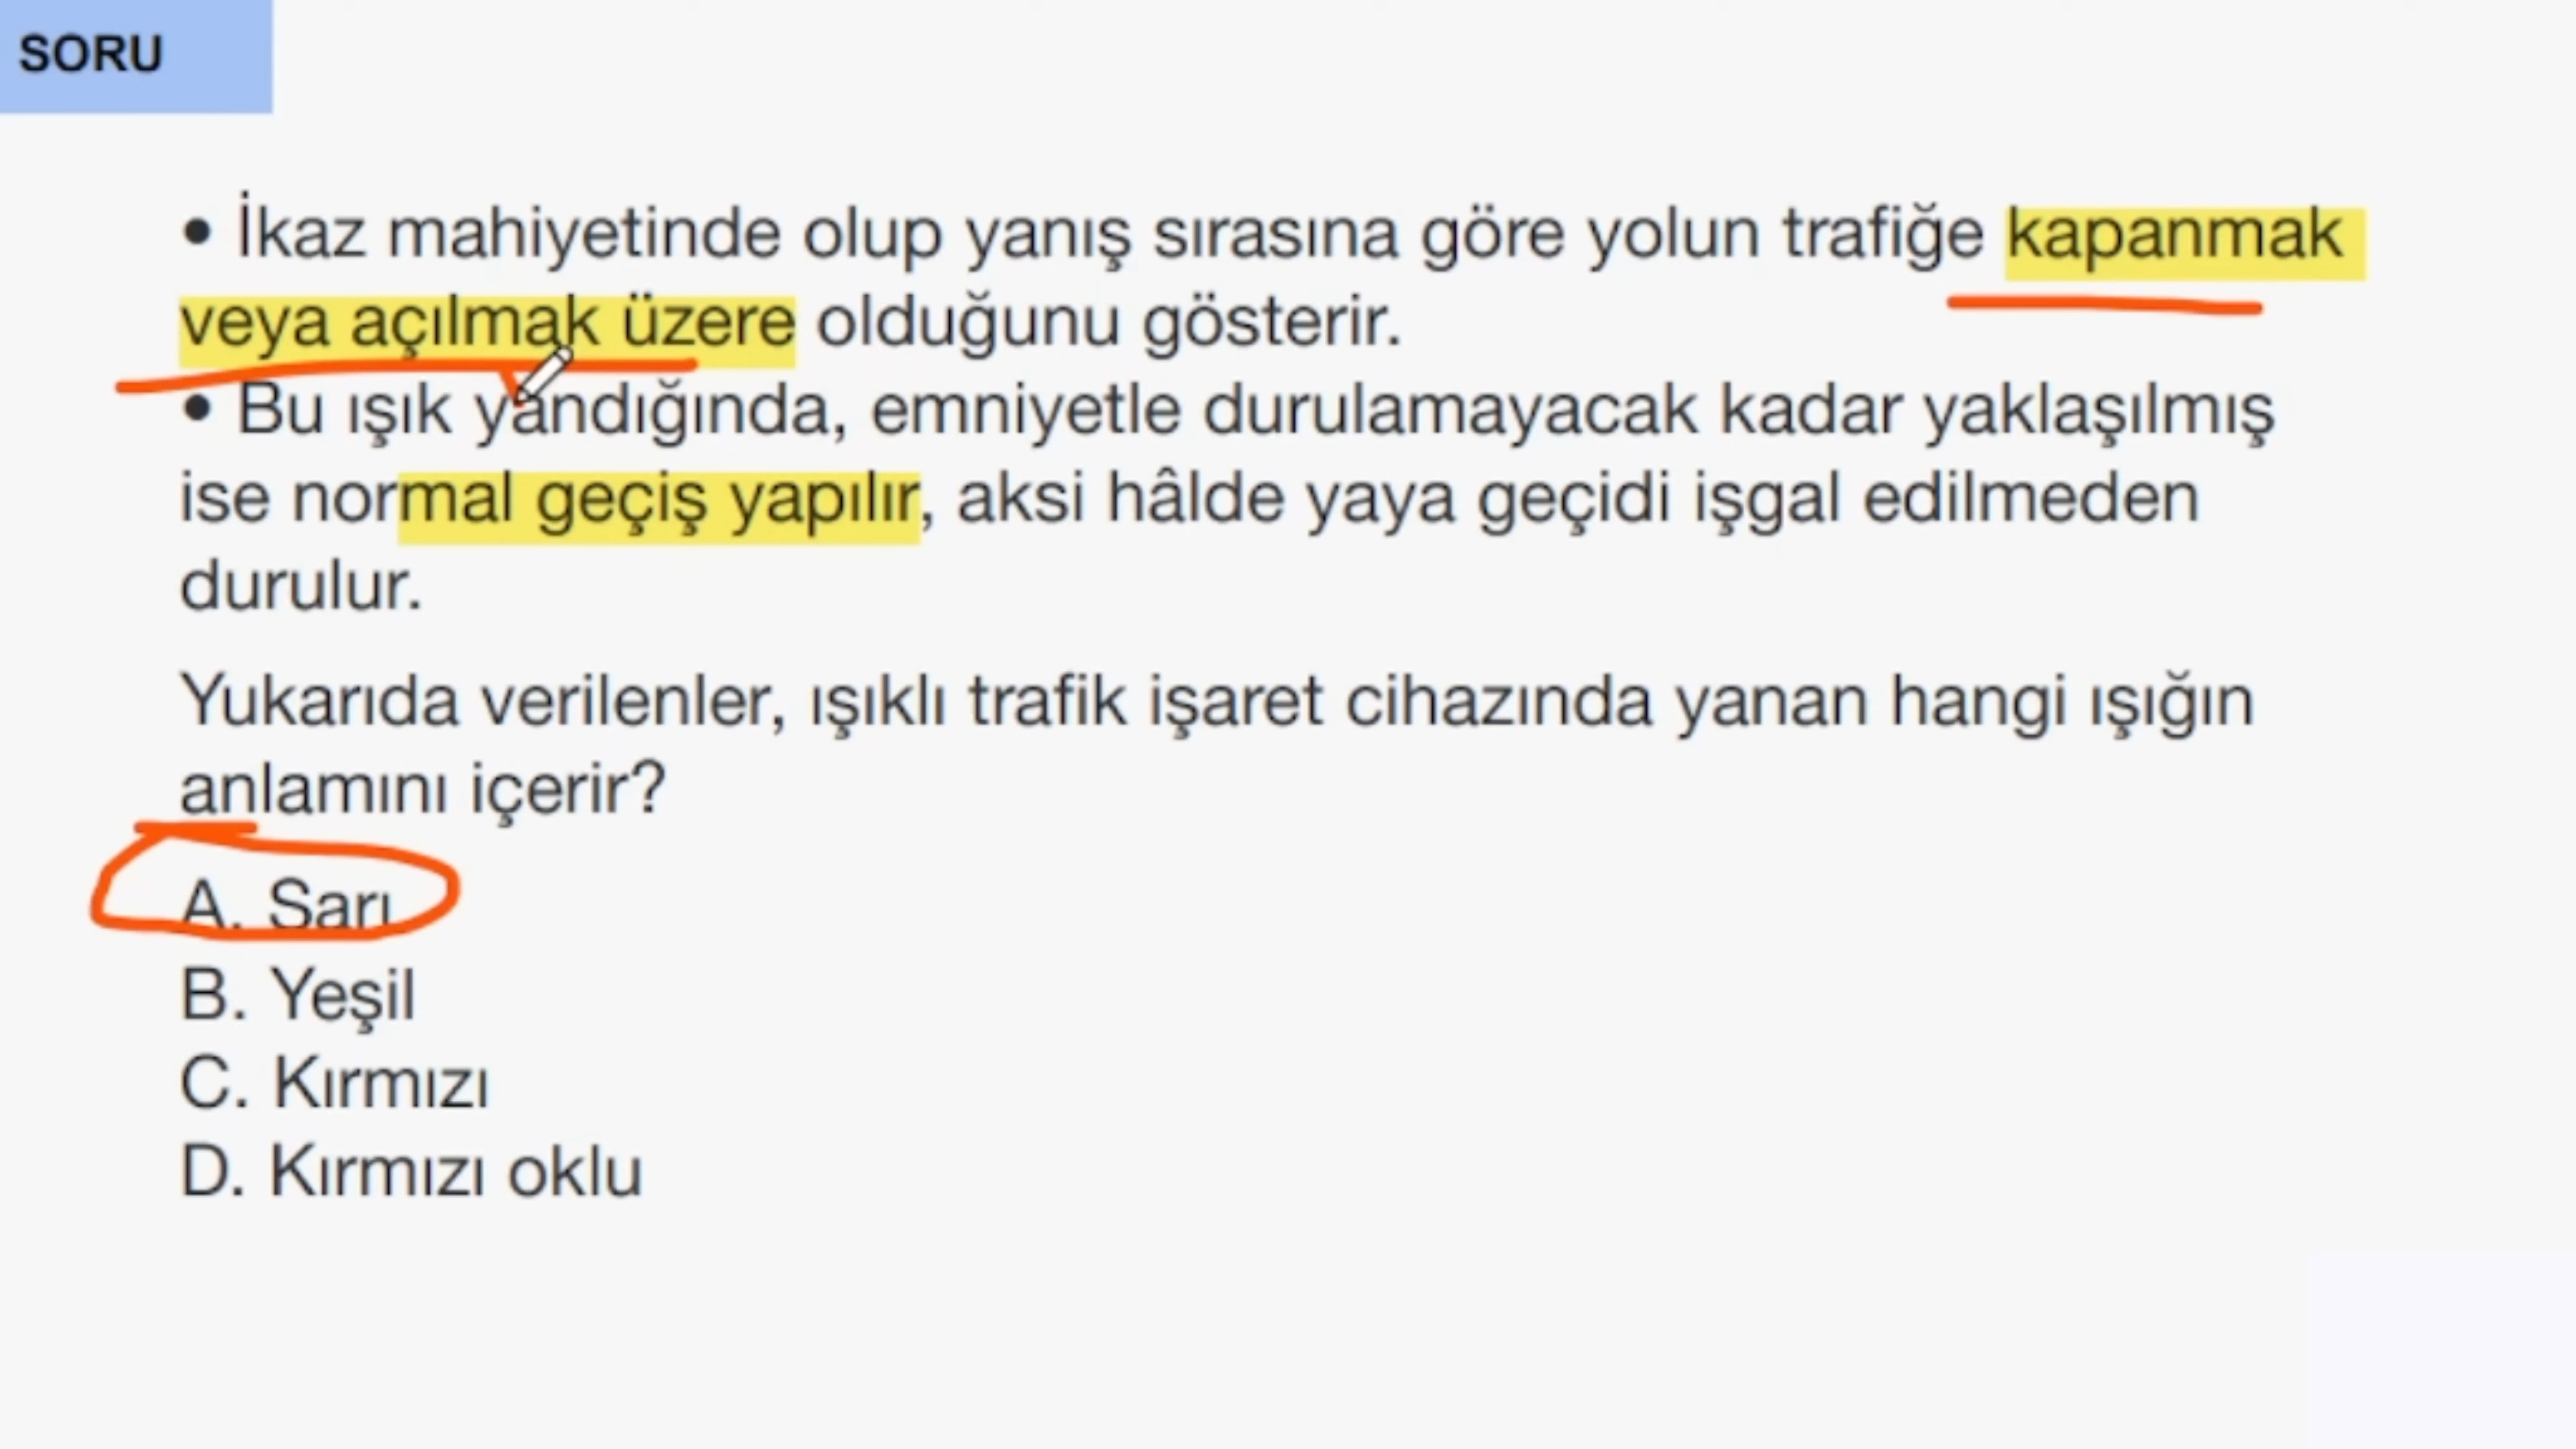 SORU
• İkaz mahiyetinde olup yanış sırasına göre yolun trafiğe kapanmak
veya açılmak üzere olduğunu gösterir.
• Bu ışık yandığında, emniyetle durulamayacak kadar yaklaşılmış
ise normal geçiş yapılır, aksi hâlde yaya geçidi işgal edilmeden
durulur.
Yukarıda verilenler, ışıklı trafik işaret cihazında yanan hangi ışığın
anlamını içerir?
A. Sarı
B. Yeşil
C. Kırmızı
D. Kırmızı oklu